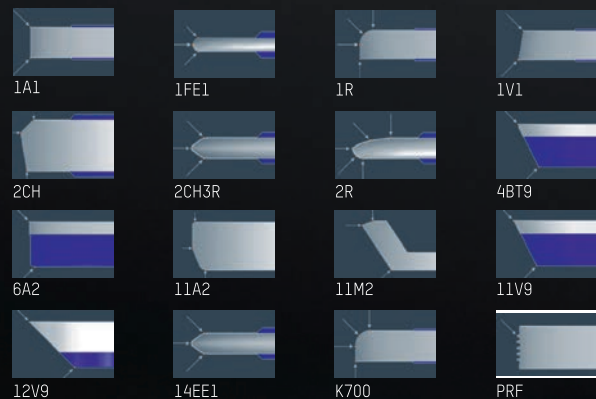 1A1 1FE1 1R 1V1
2CH 2CH3R 2R 4BT9
6A2 11A2 11M2 11V9
12V9 14EE1 K700 PRF